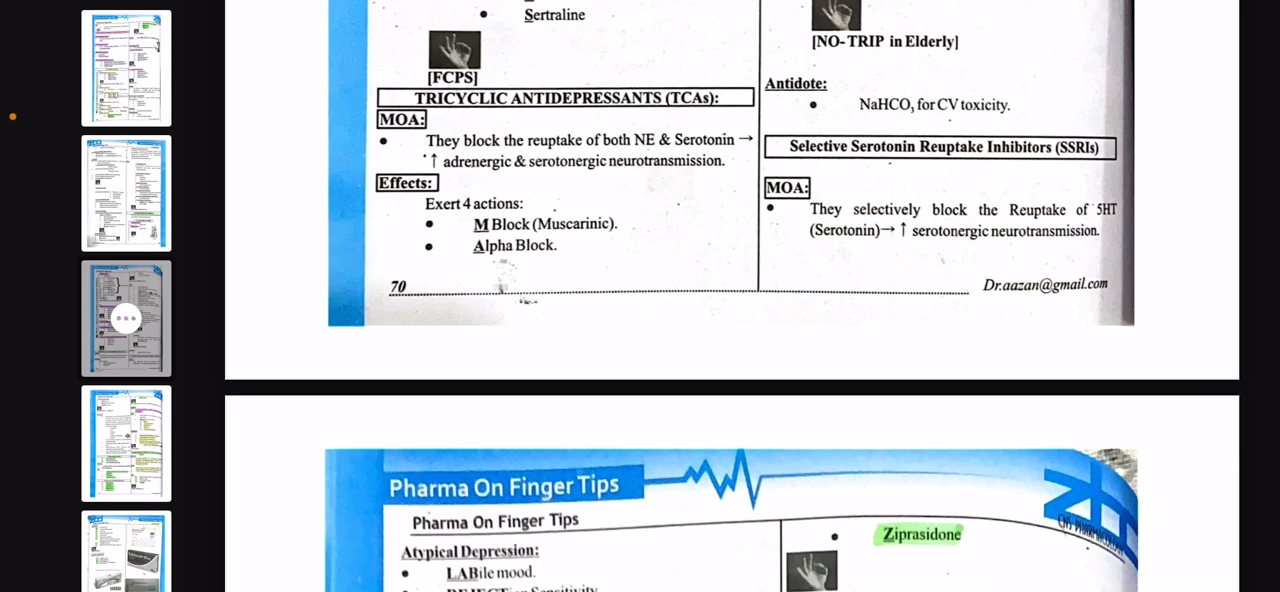 Sertraline
[FCPS]
TRICYCLIC ANTIDEPRESSANTS (TCAs):
MOA:
They block the reuptake of both NE & Serotonin →
↑ adrenergic & serotonergic neurotransmission.
Effects:
Exert 4 actions:
M Block (Muscarinic).
Alpha Block.
[NO-TRIP in Elderly]
Antidote:
NaHCO₃ for CV toxicity.
Selective Serotonin Reuptake Inhibitors (SSRIs)
MOA:
They selectively block the Reuptake of 5HT
(Serotonin)→ ↑ serotonergic neurotransmission.
70
Dr.aazan@gmail.com
Pharma On Finger Tips
Pharma On Finger Tips
Atypical Depression:
LABile mood.
Ziprasidone
CNS PHARMACOLOGY